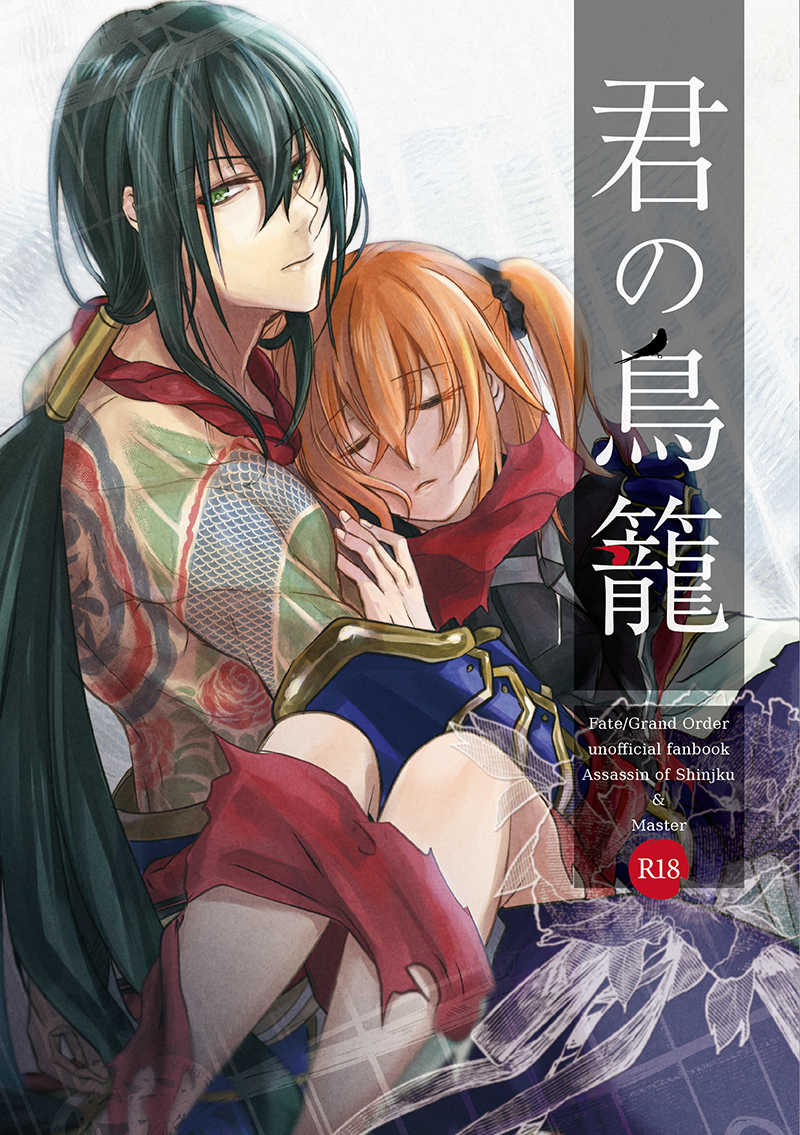 君の鳥籠
Fate/Grand Order
unofficial fanbook
Assassin of Shinjku
&
Master
R18